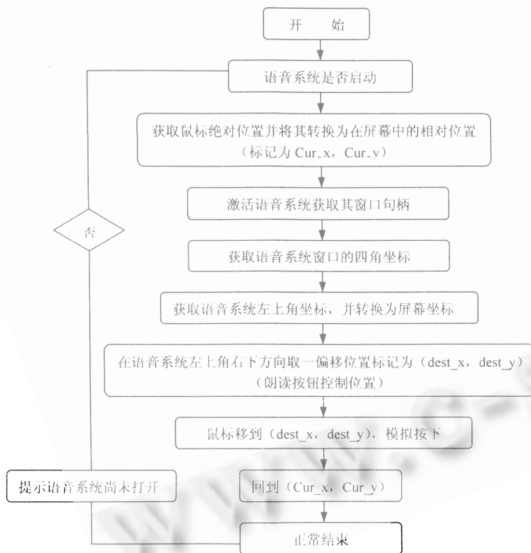 开 始
语音系统是否启动
获取鼠标绝对位置并将其转换为在屏幕中的相对位置
（标记为 Cur_x，Cur_y）
激活语音系统获取其窗口句柄
否
获取语音系统窗口的四角坐标
获取语音系统左上角坐标，并转换为屏幕坐标
在语音系统左上角右下方向取一偏移位置标记为（dest_x，dest_y）
（朗读按钮控制位置）
鼠标移到（dest_x，dest_y），模拟按下
提示语音系统尚未打开
回到（Cur_x，Cur_y）
正常结束
www.c-